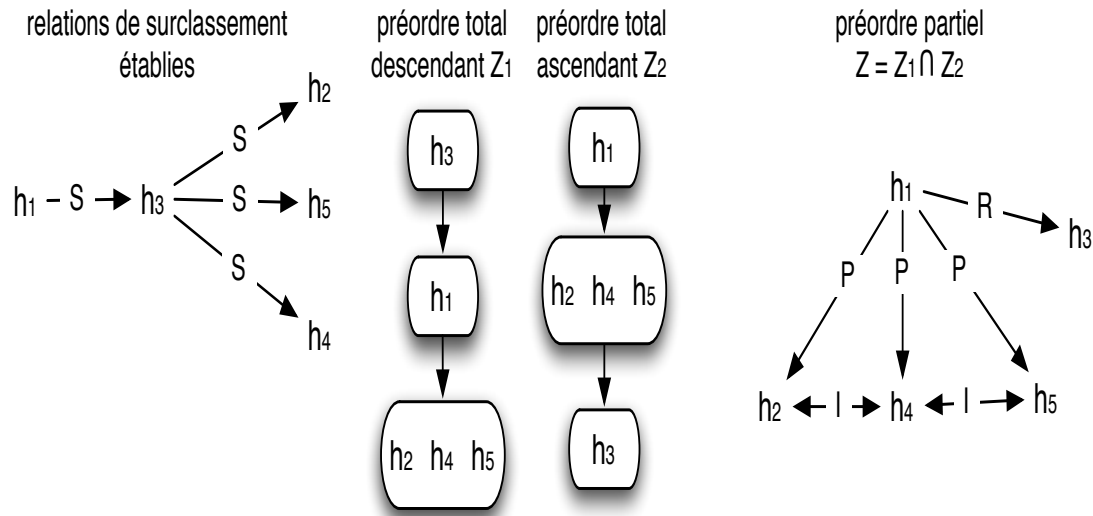 relations de surclassement
établies
h2
S
h1 S h3 S h5
S
h4
préordre total
descendant Z1
h3
h1
h2 h4 h5
préordre total
ascendant Z2
h1
h2 h4 h5
h3
préordre partiel
Z = Z1 ∩ Z2
h1
R
h3
P P P
h2 I h4 I h5